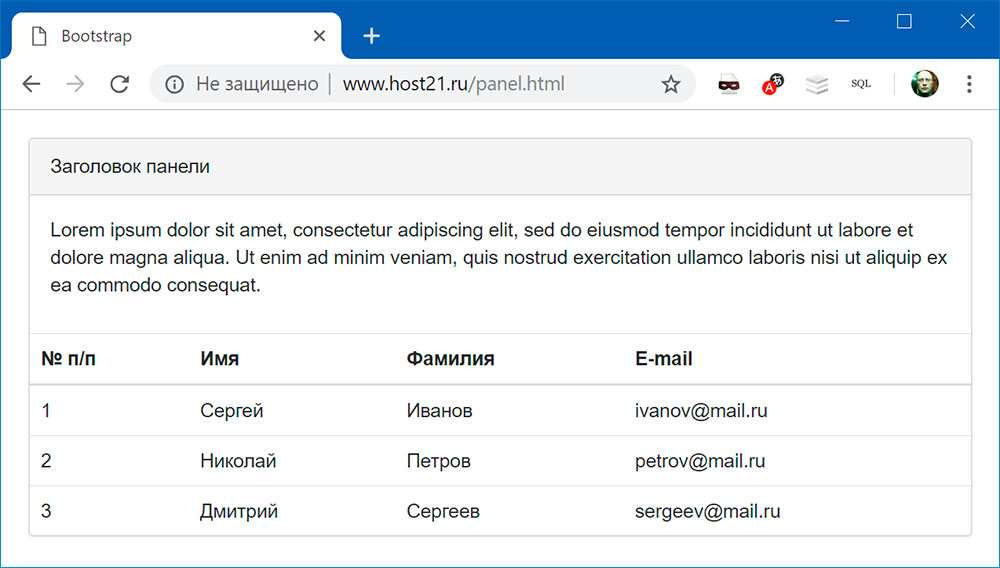 Bootstrap
Не защищено | www.host21.ru/panel.html
A あ
SQL
Заголовок панели
Lorem ipsum dolor sit amet, consectetur adipiscing elit, sed do eiusmod tempor incididunt ut labore et
dolore magna aliqua. Ut enim ad minim veniam, quis nostrud exercitation ullamco laboris nisi ut aliquip ex
ea commodo consequat.
№ п/п Имя Фамилия E-mail
1 Сергей Иванов ivanov@mail.ru
2 Николай Петров petrov@mail.ru
3 Дмитрий Сергеев sergeev@mail.ru